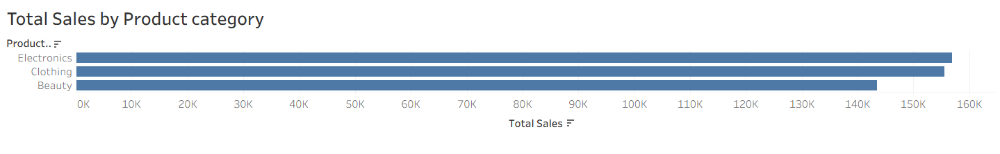 Total Sales by Product category
Product..
Electronics
Clothing
Beauty
0K 10K 20K 30K 40K 50K 60K 70K 80K 90K 100K 110K 120K 130K 140K 150K 160K
Total Sales